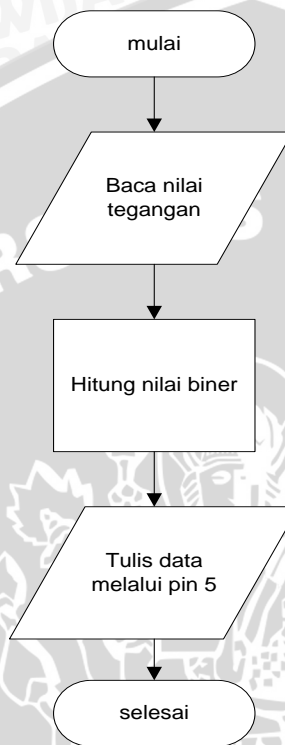 mulai
Baca nilai
tegangan
Hitung nilai biner
Tulis data
melalui pin 5
selesai